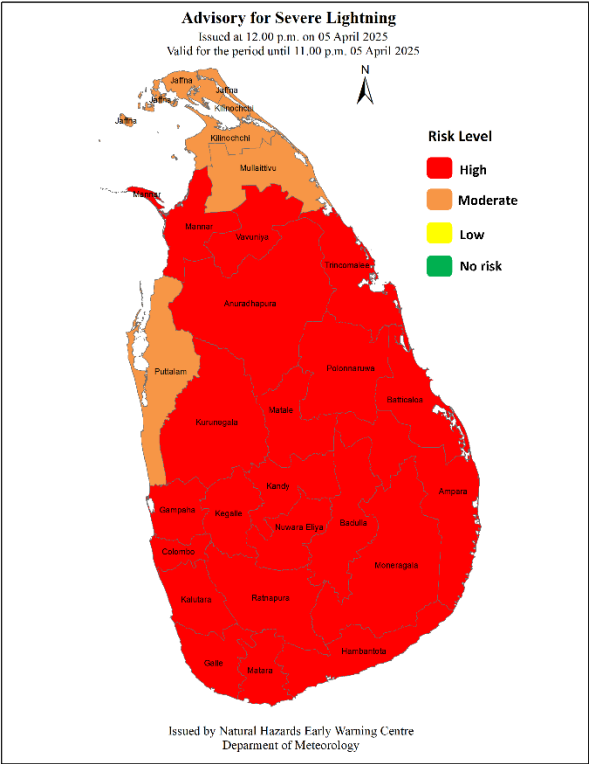 Advisory for Severe Lightning
Issued at 12.00 p.m. on 05 April 2025
Valid for the period until 11.00 p.m. 05 April 2025
N
Jaffna
Jaffna
Jaffna
Kilinochchi
Jaffna
Kilinochchi
Mullaittivu
Risk Level
High
Moderate
Low
No risk
Mannar
Mannar
Vavuniya
Trincomalee
Anuradhapura
Puttalam
Polonnaruwa
Batticaloa
Matale
Kurunegala
Kandy
Ampara
Gampaha
Kegalle
Nuwara Eliya
Badulla
Colombo
Moneragala
Kalutara
Ratnapura
Hambantota
Galle
Matara
Issued by Natural Hazards Early Warning Centre
Deparment of Meteorology